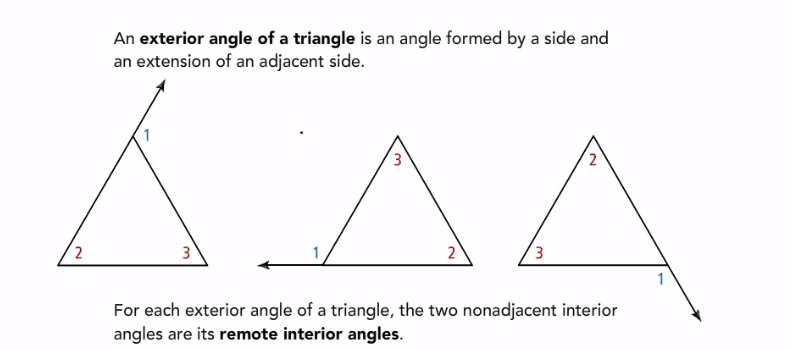 An exterior angle of a triangle is an angle formed by a side and
an extension of an adjacent side.
1
2 3
3
1 2
2
3
1
For each exterior angle of a triangle, the two nonadjacent interior
angles are its remote interior angles.